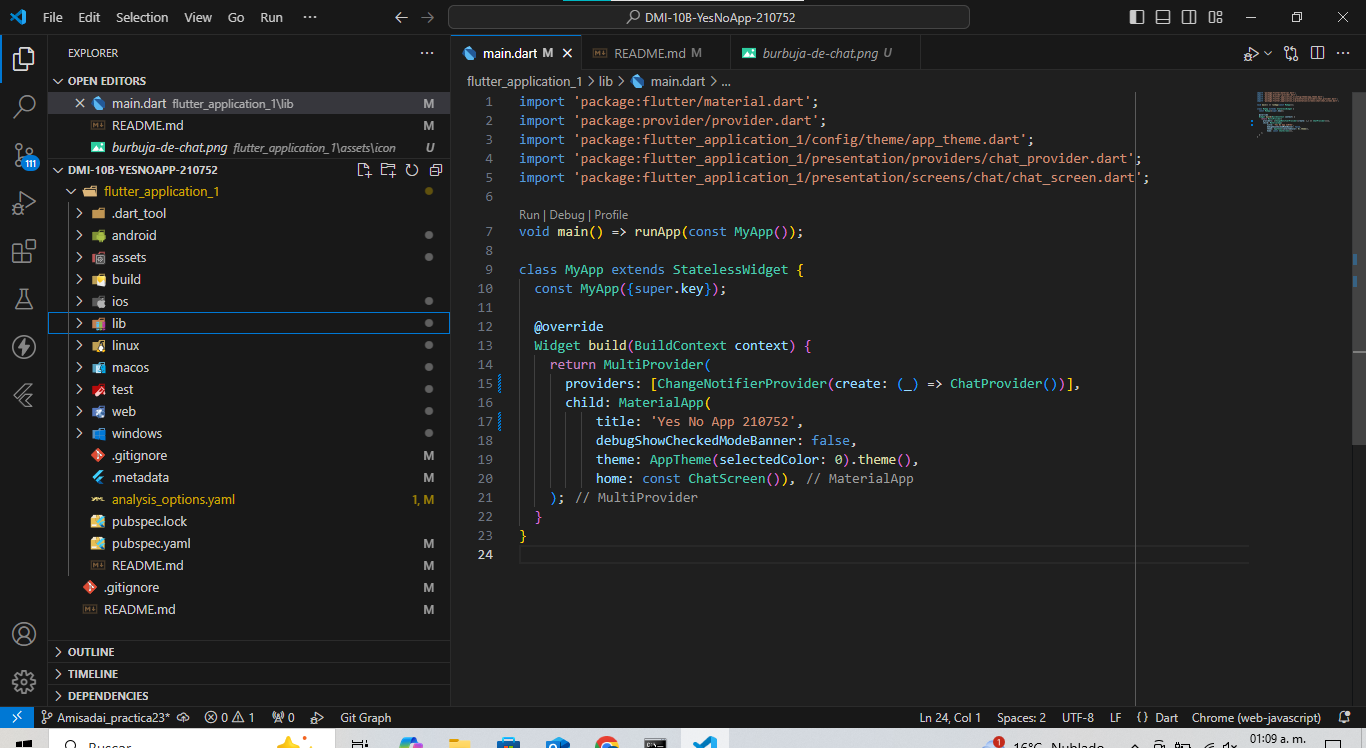 File Edit Selection View Go Run ··· DMI-10B-YesNoApp-210752
EXPLORER ···
OPEN EDITORS
main.dart flutter_application_1\lib M
README.md M
burbuja-de-chat.png flutter_application_1\assets\icon U
DMI-10B-YESNOAPP-210752
flutter_application_1
.dart_tool
android
assets
build
ios
lib
linux
macos
test
web
windows
.gitignore M
.metadata M
analysis_options.yaml 1, M
pubspec.lock
pubspec.yaml M
README.md M
.gitignore M
README.md M
OUTLINE
TIMELINE
DEPENDENCIES
111
main.dart M README.md M burbuja-de-chat.png U
flutter_application_1 > lib > main.dart > ...
1 import 'package:flutter/material.dart';
2 import 'package:provider/provider.dart';
3 import 'package:flutter_application_1/config/theme/app_theme.dart';
4 import 'package:flutter_application_1/presentation/providers/chat_provider.dart';
5 import 'package:flutter_application_1/presentation/screens/chat/chat_screen.dart';
6
Run | Debug | Profile
7 void main() => runApp(const MyApp());
8
9 class MyApp extends StatelessWidget {
10 const MyApp({super.key});
11
12 @override
13 Widget build(BuildContext context) {
14 return MultiProvider(
15 providers: [ChangeNotifierProvider(create: (_) => ChatProvider())],
16 child: MaterialApp(
17 title: 'Yes No App 210752',
18 debugShowCheckedModeBanner: false,
19 theme: AppTheme(selectedColor: 0).theme(),
20 home: const ChatScreen()), // MaterialApp
21 ); // MultiProvider
22 }
23 }
24
Amisadai_practica23* 0 1 0 Git Graph Ln 24, Col 1 Spaces: 2 UTF-8 LF {} Dart Chrome (web-javascript)
Buscar 1 16°C Nublado 01:09 a. m.